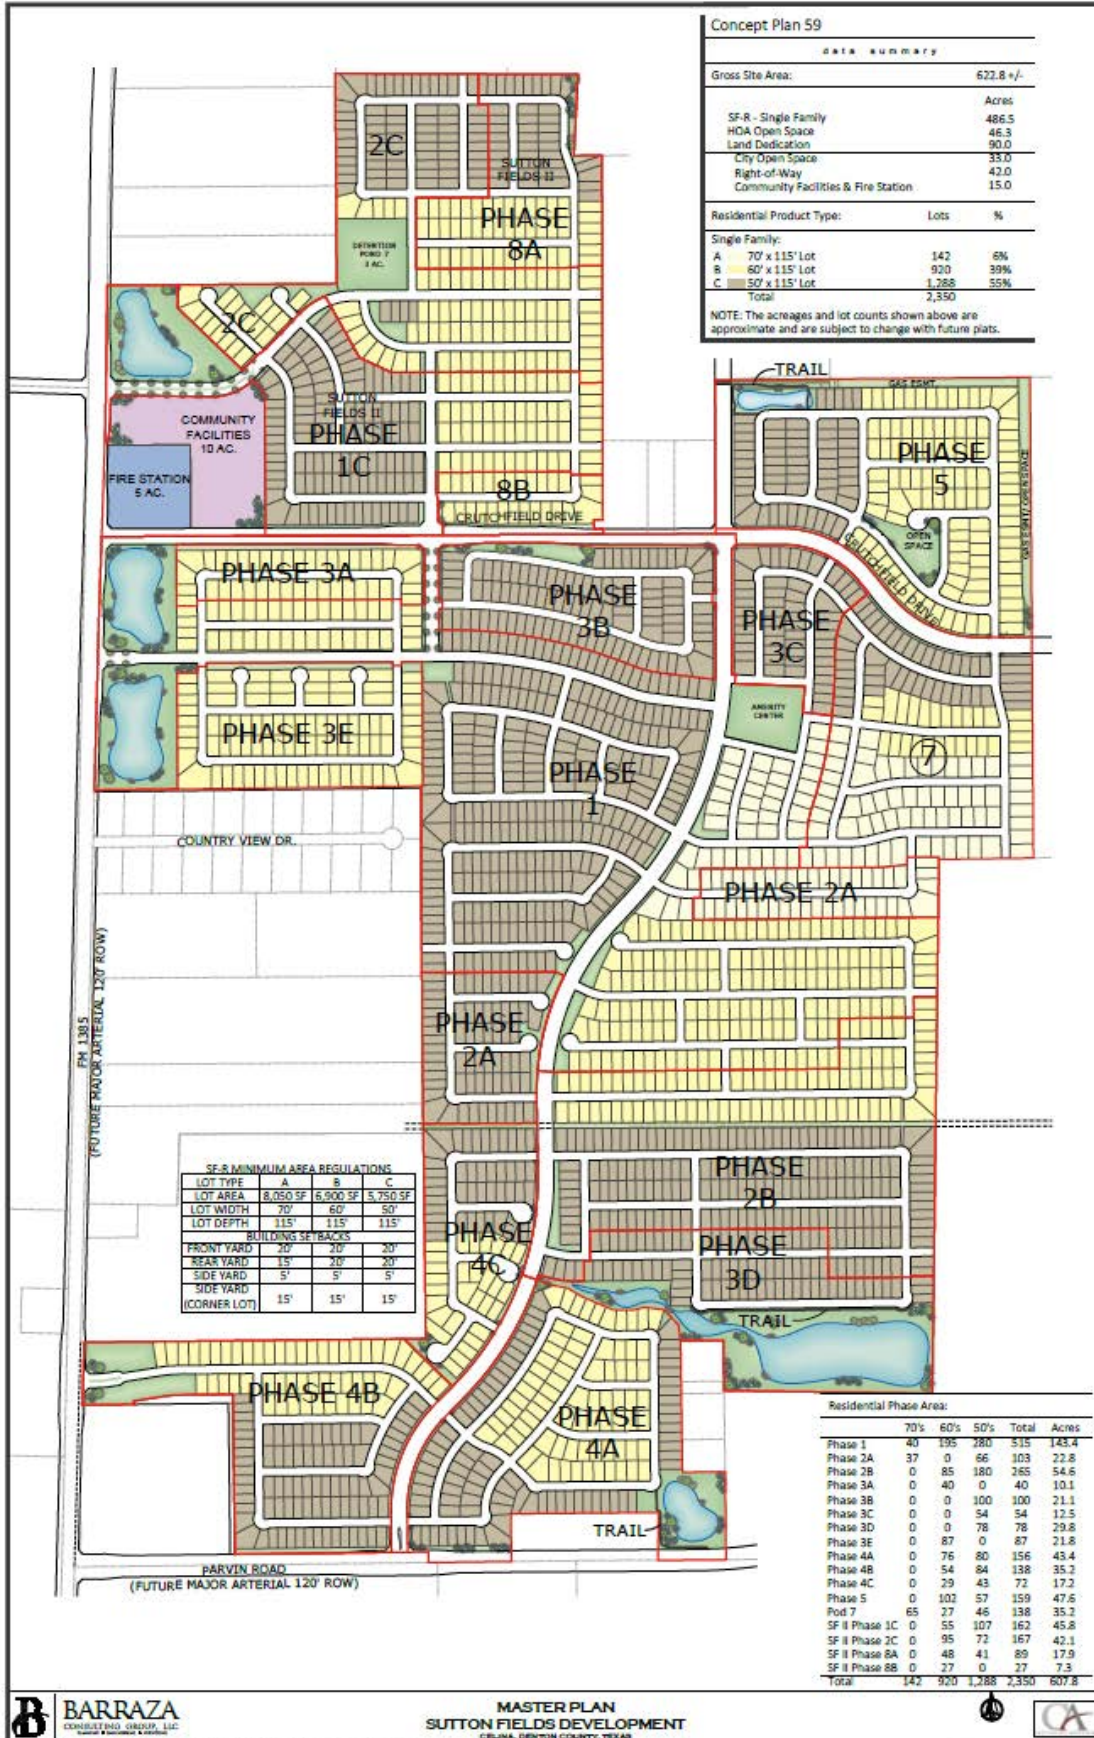 Concept Plan 59
data summary
Gross Site Area: 622.8 +/-
Acres
SF-R - Single Family 486.5
HOA Open Space 46.3
Land Dedication 90.0
City Open Space 33.0
Right-of-Way 42.0
Community Facilities & Fire Station 15.0
Residential Product Type: Lots %
Single Family:
A 70' x 115' Lot 142 6%
B 60' x 115' Lot 920 39%
C 50' x 115' Lot 1,288 55%
Total 2,350
NOTE: The acreages and lot counts shown above are
approximate and are subject to change with future plats.
2C
SUTTON
FIELDS II
PHASE
8A
DETENTION
POND 7
3 AC.
2C
SUTTON
FIELDS II
PHASE
1C
COMMUNITY
FACILITIES
10 AC.
FIRE STATION
5 AC.
8B
CRUTCHFIELD DRIVE
TRAIL
GAS ESMT
PHASE
5
OPEN
SPACE
GAS ESMT/ OPEN SPACE
CRUTCHFIELD DRIVE
PHASE 3A
PHASE
3B
PHASE
3C
AMENITY
CENTER
PHASE 3E
PHASE
1
7
COUNTRY VIEW DR.
PHASE 2A
FM 1385
(FUTURE MAJOR ARTERIAL 120' ROW)
PHASE
2A
SF-R MINIMUM AREA REGULATIONS
LOT TYPE A B C
LOT AREA 8,050 SF 6,900 SF 5,750 SF
LOT WIDTH 70' 60' 50'
LOT DEPTH 115' 115' 115'
BUILDING SETBACKS
FRONT YARD 20' 20' 20'
REAR YARD 15' 20' 20'
SIDE YARD 5' 5' 5'
SIDE YARD
(CORNER LOT) 15' 15' 15'
PHASE
2B
PHASE
4C
PHASE
3D
TRAIL
PHASE 4B
PHASE
4A
TRAIL
PARVIN ROAD
(FUTURE MAJOR ARTERIAL 120' ROW)
Residential Phase Area:
70's 60's 50's Total Acres
Phase 1 40 195 280 515 143.4
Phase 2A 37 0 66 103 22.8
Phase 2B 0 85 180 265 54.6
Phase 3A 0 40 0 40 10.1
Phase 3B 0 0 100 100 21.1
Phase 3C 0 0 54 54 12.5
Phase 3D 0 0 78 78 29.8
Phase 3E 0 87 0 87 21.8
Phase 4A 0 76 80 156 43.4
Phase 4B 0 54 84 138 35.2
Phase 4C 0 29 43 72 17.2
Phase 5 0 102 57 159 47.6
Pod 7 65 27 46 138 35.2
SF II Phase 1C 0 55 107 162 45.8
SF II Phase 2C 0 95 72 167 42.1
SF II Phase 8A 0 48 41 89 17.9
SF II Phase 8B 0 27 0 27 7.3
Total 142 920 1,288 2,350 607.8
B
BARRAZA
CONSULTING GROUP, LLC
MASTER PLAN
SUTTON FIELDS DEVELOPMENT
CELINA, DENTON COUNTY, TEXAS
CA